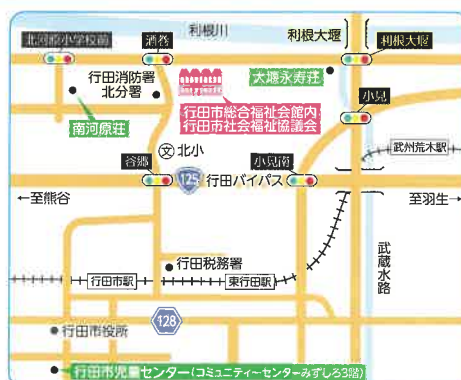 利根川
北河原小学校前
酒巻
利根大堰
利根大堰
行田消防署
北分署
大堰永寿荘
小見
南河原荘
行田市総合福祉会館内
行田市社会福祉協議会
文
北小
武州荒木駅
谷郷
125
行田バイパス
小見南
←至熊谷
至羽生→
武蔵水路
行田税務署
行田市駅
東行田駅
128
行田市役所
行田市児童センター(コミュニティーセンターみずしろ3階)